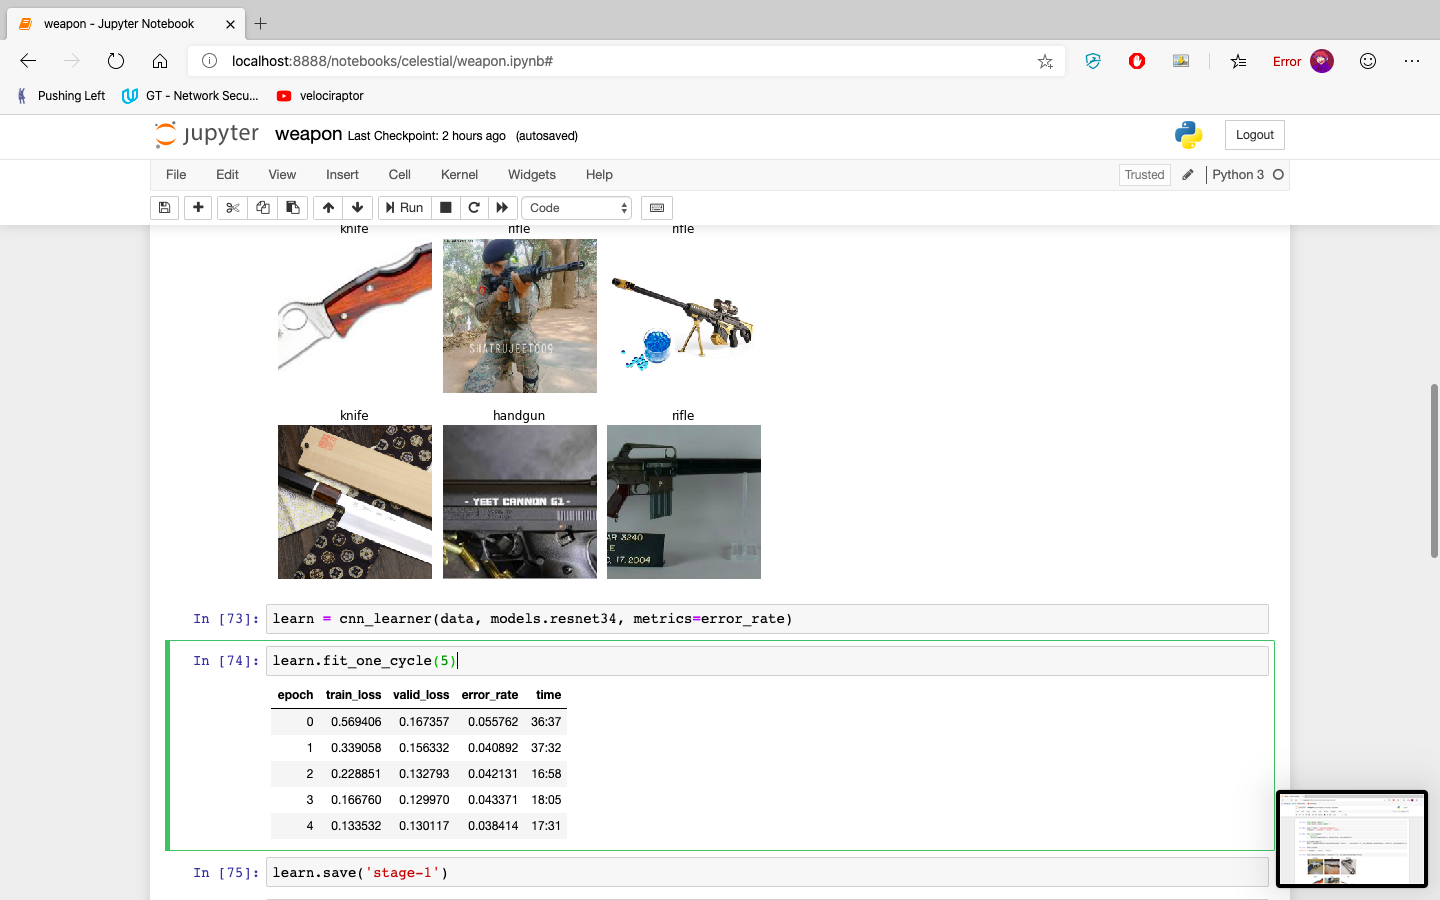 weapon - Jupyter Notebook
localhost:8888/notebooks/celestial/weapon.ipynb#
Error
Pushing Left
GT - Network Secu...
velociraptor
jupyter weapon Last Checkpoint: 2 hours ago (autosaved)
Logout
File Edit View Insert Cell Kernel Widgets Help
Trusted
Python 3
Run
Code
knife rifle rifle
SHATRUJEET009
knife handgun rifle
- YEET CANNON G1 -
AR 3240
17.2004
In [73]: learn = cnn_learner(data, models.resnet34, metrics=error_rate)
In [74]: learn.fit_one_cycle(5)
epoch train_loss valid_loss error_rate time
0 0.569406 0.167357 0.055762 36:37
1 0.339058 0.156332 0.040892 37:32
2 0.228851 0.132793 0.042131 16:58
3 0.166760 0.129970 0.043371 18:05
4 0.133532 0.130117 0.038414 17:31
In [75]: learn.save('stage-1')